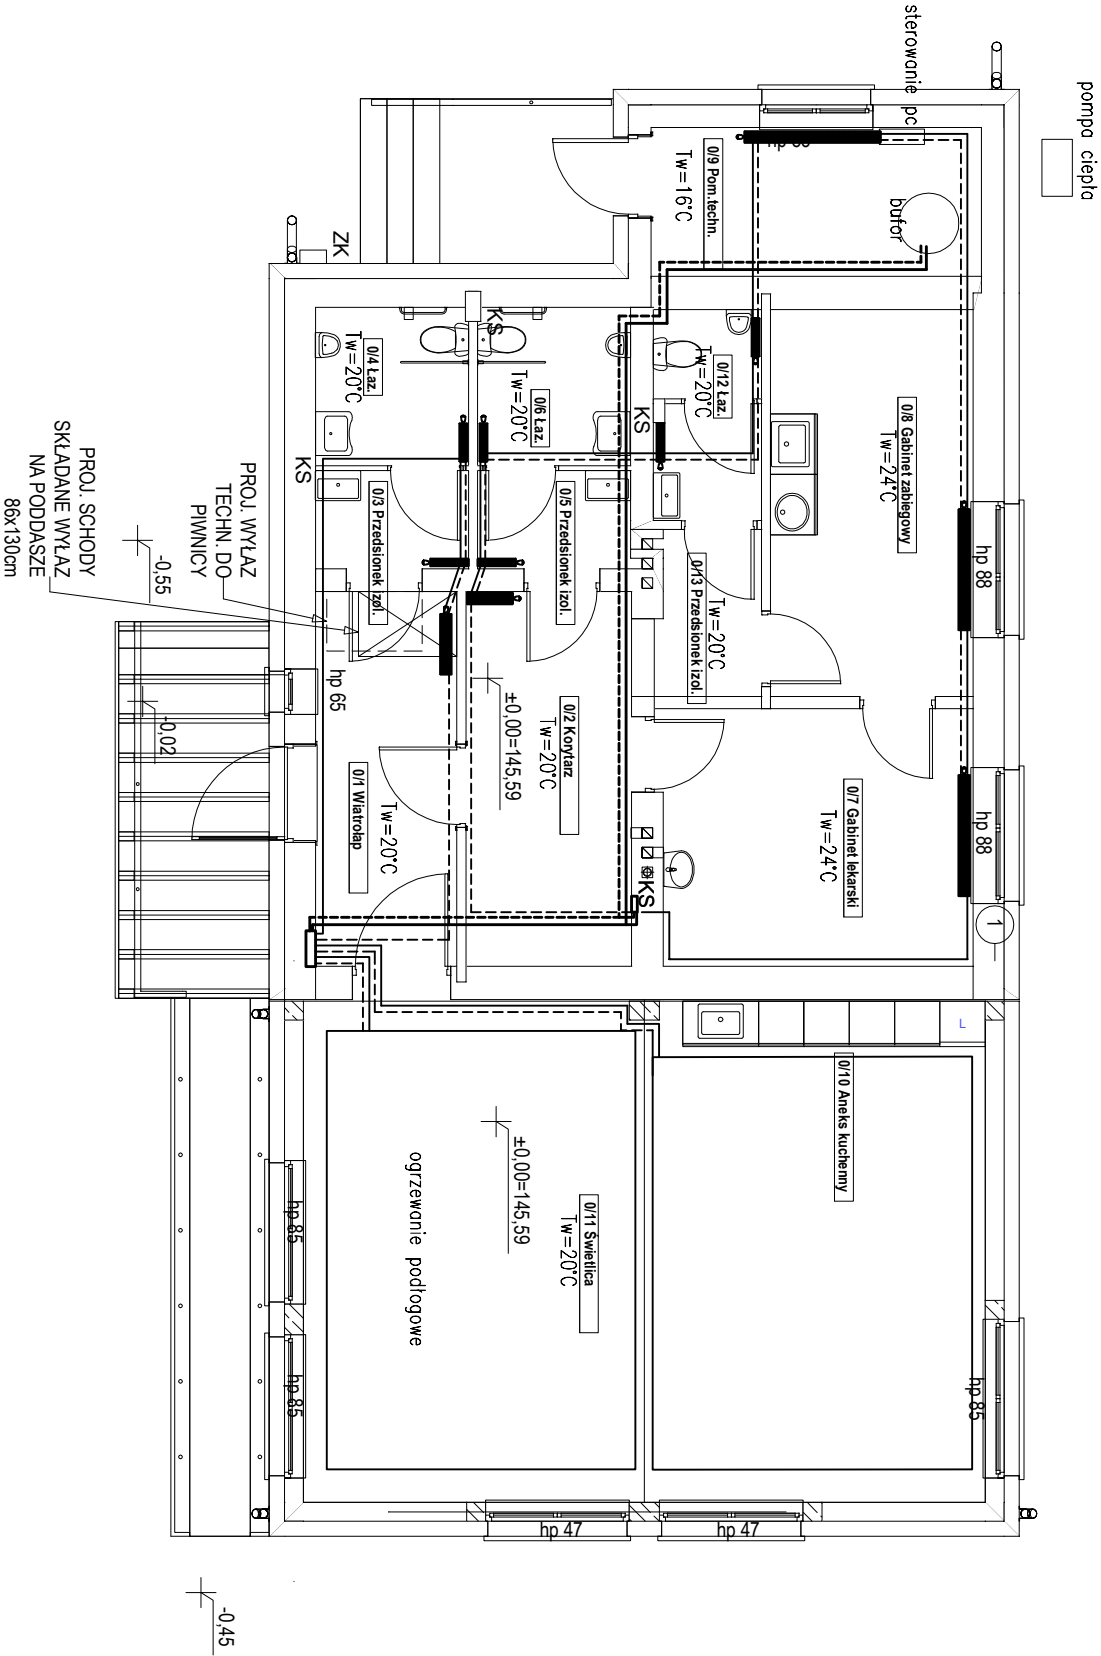 pompa ciepła
sterowanie pc
bufor
0/9 Pom.techn.
Tw=16°C
ZK
0/8 Gabinet zabiegowy
Tw=24°C
hp 88
0/12 Łaz.
Tw=20°C
KS
KS
0/6 Łaz.
Tw=20°C
0/4 Łaz.
Tw=20°C
KS
0/13 Przedsionek izol.
Tw=20°C
0/5 Przedsionek izol.
0/3 Przedsionek izol.
PROJ. WYŁAZ
TECHN. DO
PIWNICY
PROJ. SCHODY
SKŁADANE WYŁAZ
NA PODDASZE
86x130cm
-0,55
-0,02
hp 65
0/7 Gabinet lekarski
Tw=24°C
hp 88
1
KS
0/2 Korytarz
Tw=20°C
±0,00=145,59
0/1 Wiatrołap
Tw=20°C
L
0/10 Aneks kuchenny
0/11 Świetlica
Tw=20°C
±0,00=145,59
ogrzewanie podłogowe
hp 85
hp 85
hp 85
hp 47
hp 47
-0,45